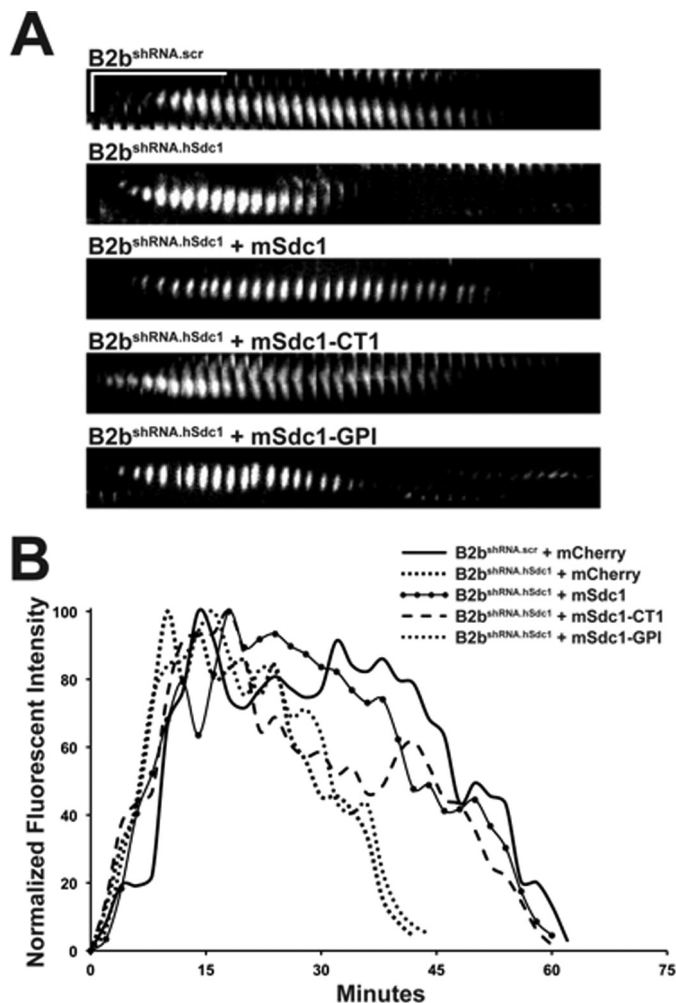 A
B2bshRNA.scr
B2bshRNA.hSdc1
B2bshRNA.hSdc1 + mSdc1
B2bshRNA.hSdc1 + mSdc1-CT1
B2bshRNA.hSdc1 + mSdc1-GPI
B
B2bshRNA.scr + mCherry
B2bshRNA.hSdc1 + mCherry
B2bshRNA.hSdc1 + mSdc1
B2bshRNA.hSdc1 + mSdc1-CT1
B2bshRNA.hSdc1 + mSdc1-GPI
Normalized Fluorescent Intensity
100
80
60
40
20
0
0 15 30 45 60 75
Minutes